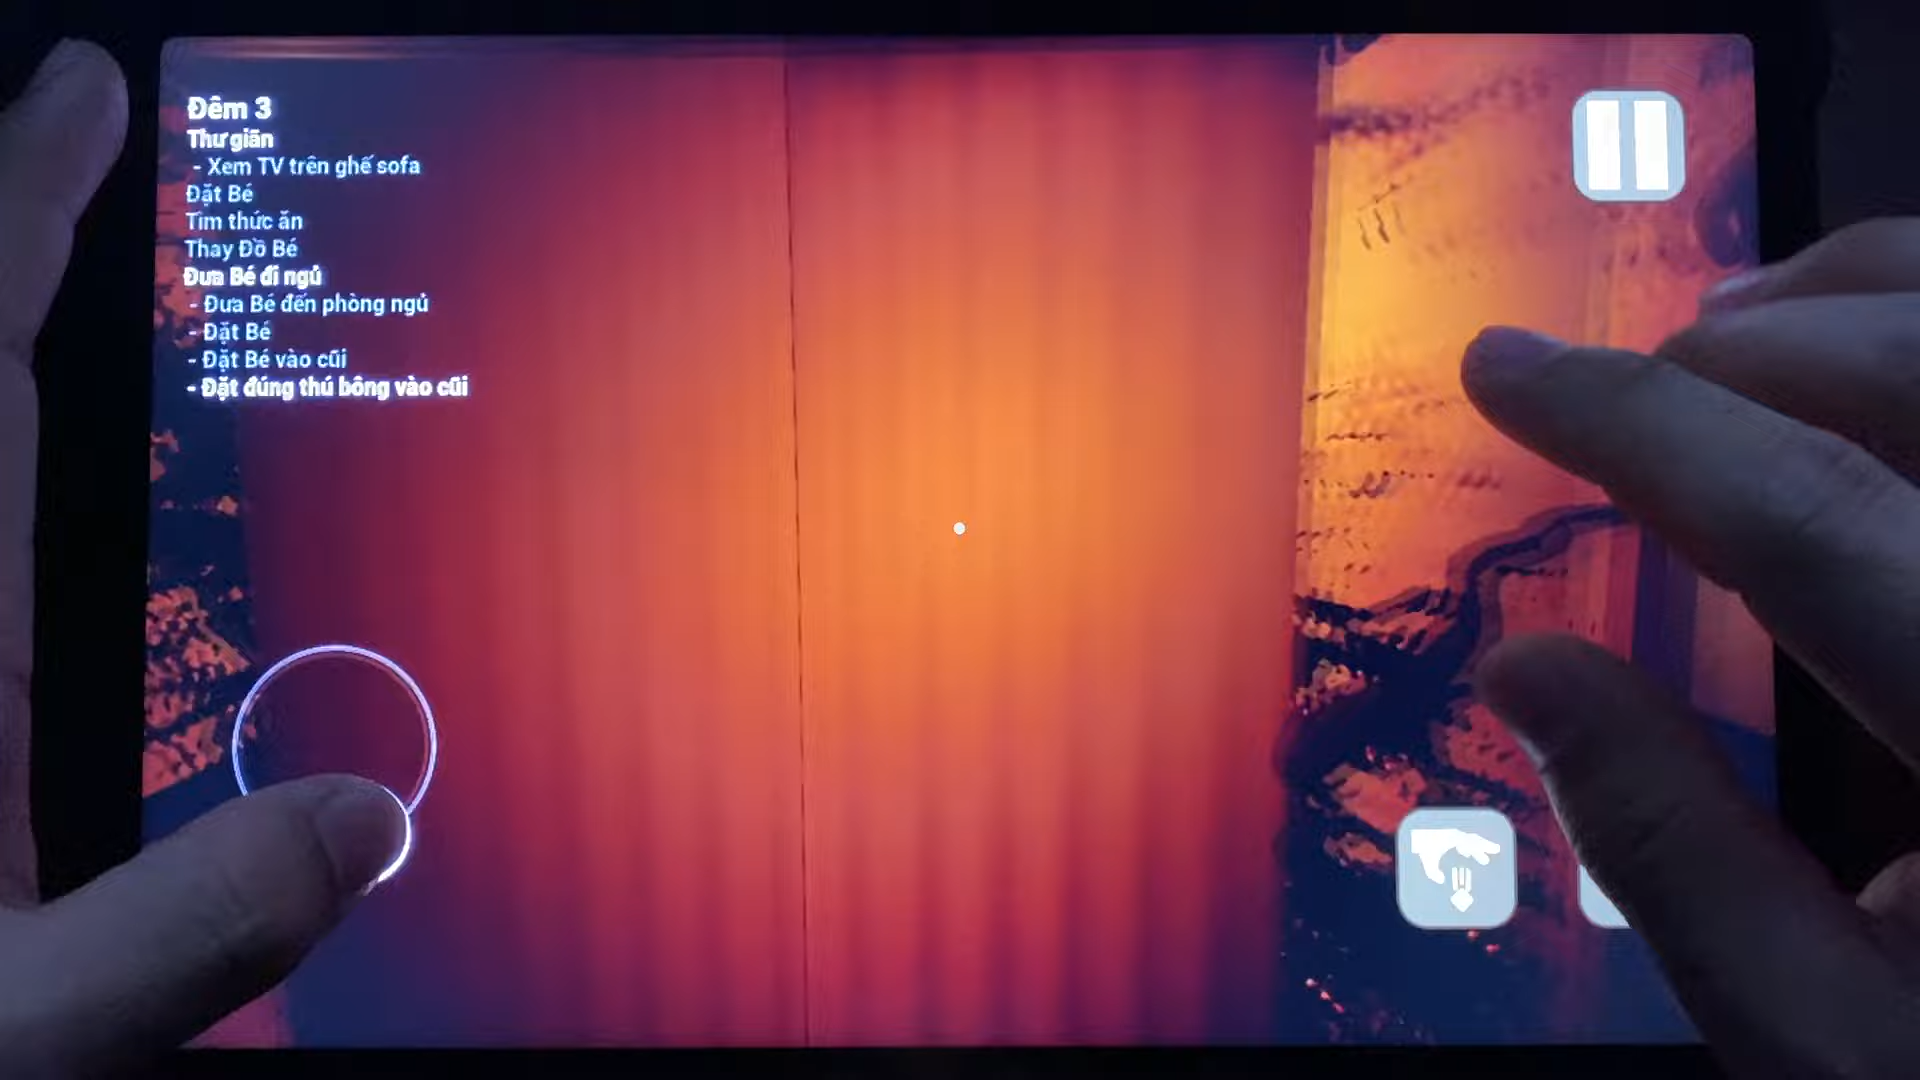 Đêm 3
Thư giãn
- Xem TV trên ghế sofa
Đặt Bé
Tìm thức ăn
Thay Đồ Bé
Đưa Bé đi ngủ
- Đưa Bé đến phòng ngủ
- Đặt Bé
- Đặt Bé vào cũi
- Đặt đúng thú bông vào cũi